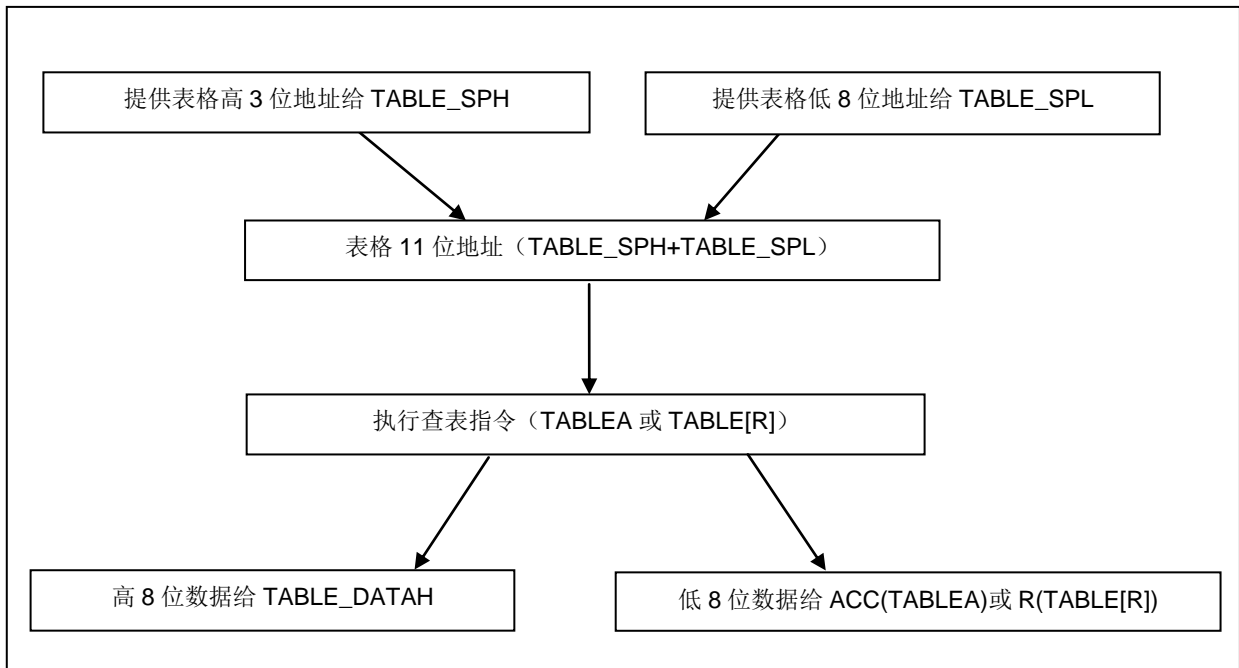 提供表格高 3 位地址给 TABLE_SPH
提供表格低 8 位地址给 TABLE_SPL
表格 11 位地址（TABLE_SPH+TABLE_SPL）
执行查表指令（TABLEA 或 TABLE[R]）
高 8 位数据给 TABLE_DATAH
低 8 位数据给 ACC(TABLEA)或 R(TABLE[R])